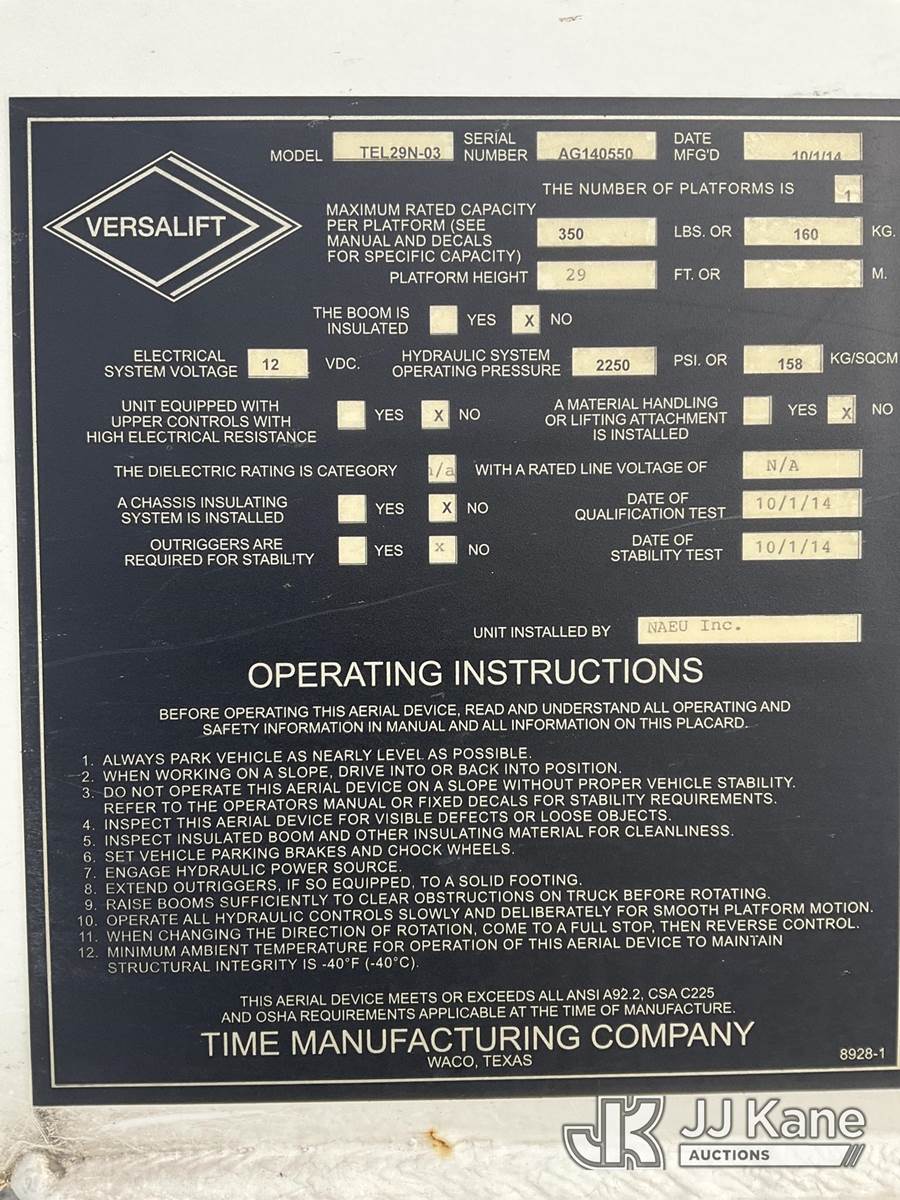 MODEL TEL29N-03 SERIAL NUMBER AG140550 DATE MFG'D 10/1/14
VERSALIFT
THE NUMBER OF PLATFORMS IS 1
MAXIMUM RATED CAPACITY
PER PLATFORM (SEE
MANUAL AND DECALS
FOR SPECIFIC CAPACITY) 350 LBS. OR 160 KG.
PLATFORM HEIGHT 29 FT. OR M.
THE BOOM IS
INSULATED YES X NO
ELECTRICAL
SYSTEM VOLTAGE 12 VDC.
HYDRAULIC SYSTEM
OPERATING PRESSURE 2250 PSI. OR 158 KG/SQCM
UNIT EQUIPPED WITH
UPPER CONTROLS WITH
HIGH ELECTRICAL RESISTANCE YES X NO
A MATERIAL HANDLING
OR LIFTING ATTACHMENT
IS INSTALLED YES X NO
THE DIELECTRIC RATING IS CATEGORY n/a WITH A RATED LINE VOLTAGE OF N/A
A CHASSIS INSULATING
SYSTEM IS INSTALLED YES X NO
DATE OF
QUALIFICATION TEST 10/1/14
OUTRIGGERS ARE
REQUIRED FOR STABILITY YES x NO
DATE OF
STABILITY TEST 10/1/14
UNIT INSTALLED BY NAEU Inc.
OPERATING INSTRUCTIONS
BEFORE OPERATING THIS AERIAL DEVICE, READ AND UNDERSTAND ALL OPERATING AND
SAFETY INFORMATION IN MANUAL AND ALL INFORMATION ON THIS PLACARD.
1. ALWAYS PARK VEHICLE AS NEARLY LEVEL AS POSSIBLE.
2. WHEN WORKING ON A SLOPE, DRIVE INTO OR BACK INTO POSITION.
3. DO NOT OPERATE THIS AERIAL DEVICE ON A SLOPE WITHOUT PROPER VEHICLE STABILITY.
REFER TO THE OPERATORS MANUAL OR FIXED DECALS FOR STABILITY REQUIREMENTS.
4. INSPECT THIS AERIAL DEVICE FOR VISIBLE DEFECTS OR LOOSE OBJECTS.
5. INSPECT INSULATED BOOM AND OTHER INSULATING MATERIAL FOR CLEANLINESS.
6. SET VEHICLE PARKING BRAKES AND CHOCK WHEELS.
7. ENGAGE HYDRAULIC POWER SOURCE.
8. EXTEND OUTRIGGERS, IF SO EQUIPPED, TO A SOLID FOOTING.
9. RAISE BOOMS SUFFICIENTLY TO CLEAR OBSTRUCTIONS ON TRUCK BEFORE ROTATING.
10. OPERATE ALL HYDRAULIC CONTROLS SLOWLY AND DELIBERATELY FOR SMOOTH PLATFORM MOTION.
11. WHEN CHANGING THE DIRECTION OF ROTATION, COME TO A FULL STOP, THEN REVERSE CONTROL.
12. MINIMUM AMBIENT TEMPERATURE FOR OPERATION OF THIS AERIAL DEVICE TO MAINTAIN
STRUCTURAL INTEGRITY IS -40°F (-40°C).
THIS AERIAL DEVICE MEETS OR EXCEEDS ALL ANSI A92.2, CSA C225
AND OSHA REQUIREMENTS APPLICABLE AT THE TIME OF MANUFACTURE.
TIME MANUFACTURING COMPANY
WACO, TEXAS
8928-1
JK JJ Kane
AUCTIONS